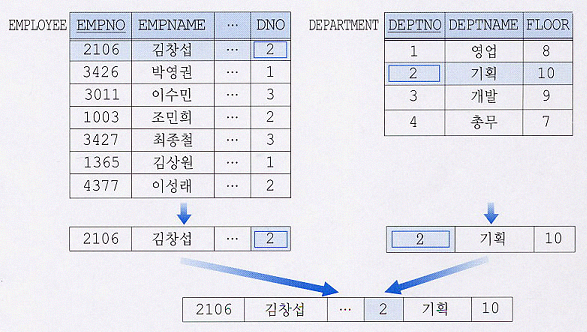 EMPLOYEE EMPNO EMPNAME ... DNO
2106 김창섭 ... 2
3426 박영권 ... 1
3011 이수민 ... 3
1003 조민희 ... 2
3427 최종철 ... 3
1365 김상원 ... 1
4377 이성래 ... 2
DEPARTMENT DEPTNO DEPTNAME FLOOR
1 영업 8
2 기획 10
3 개발 9
4 총무 7
2106 김창섭 ... 2
2 기획 10
2106 김창섭 ... 2 기획 10